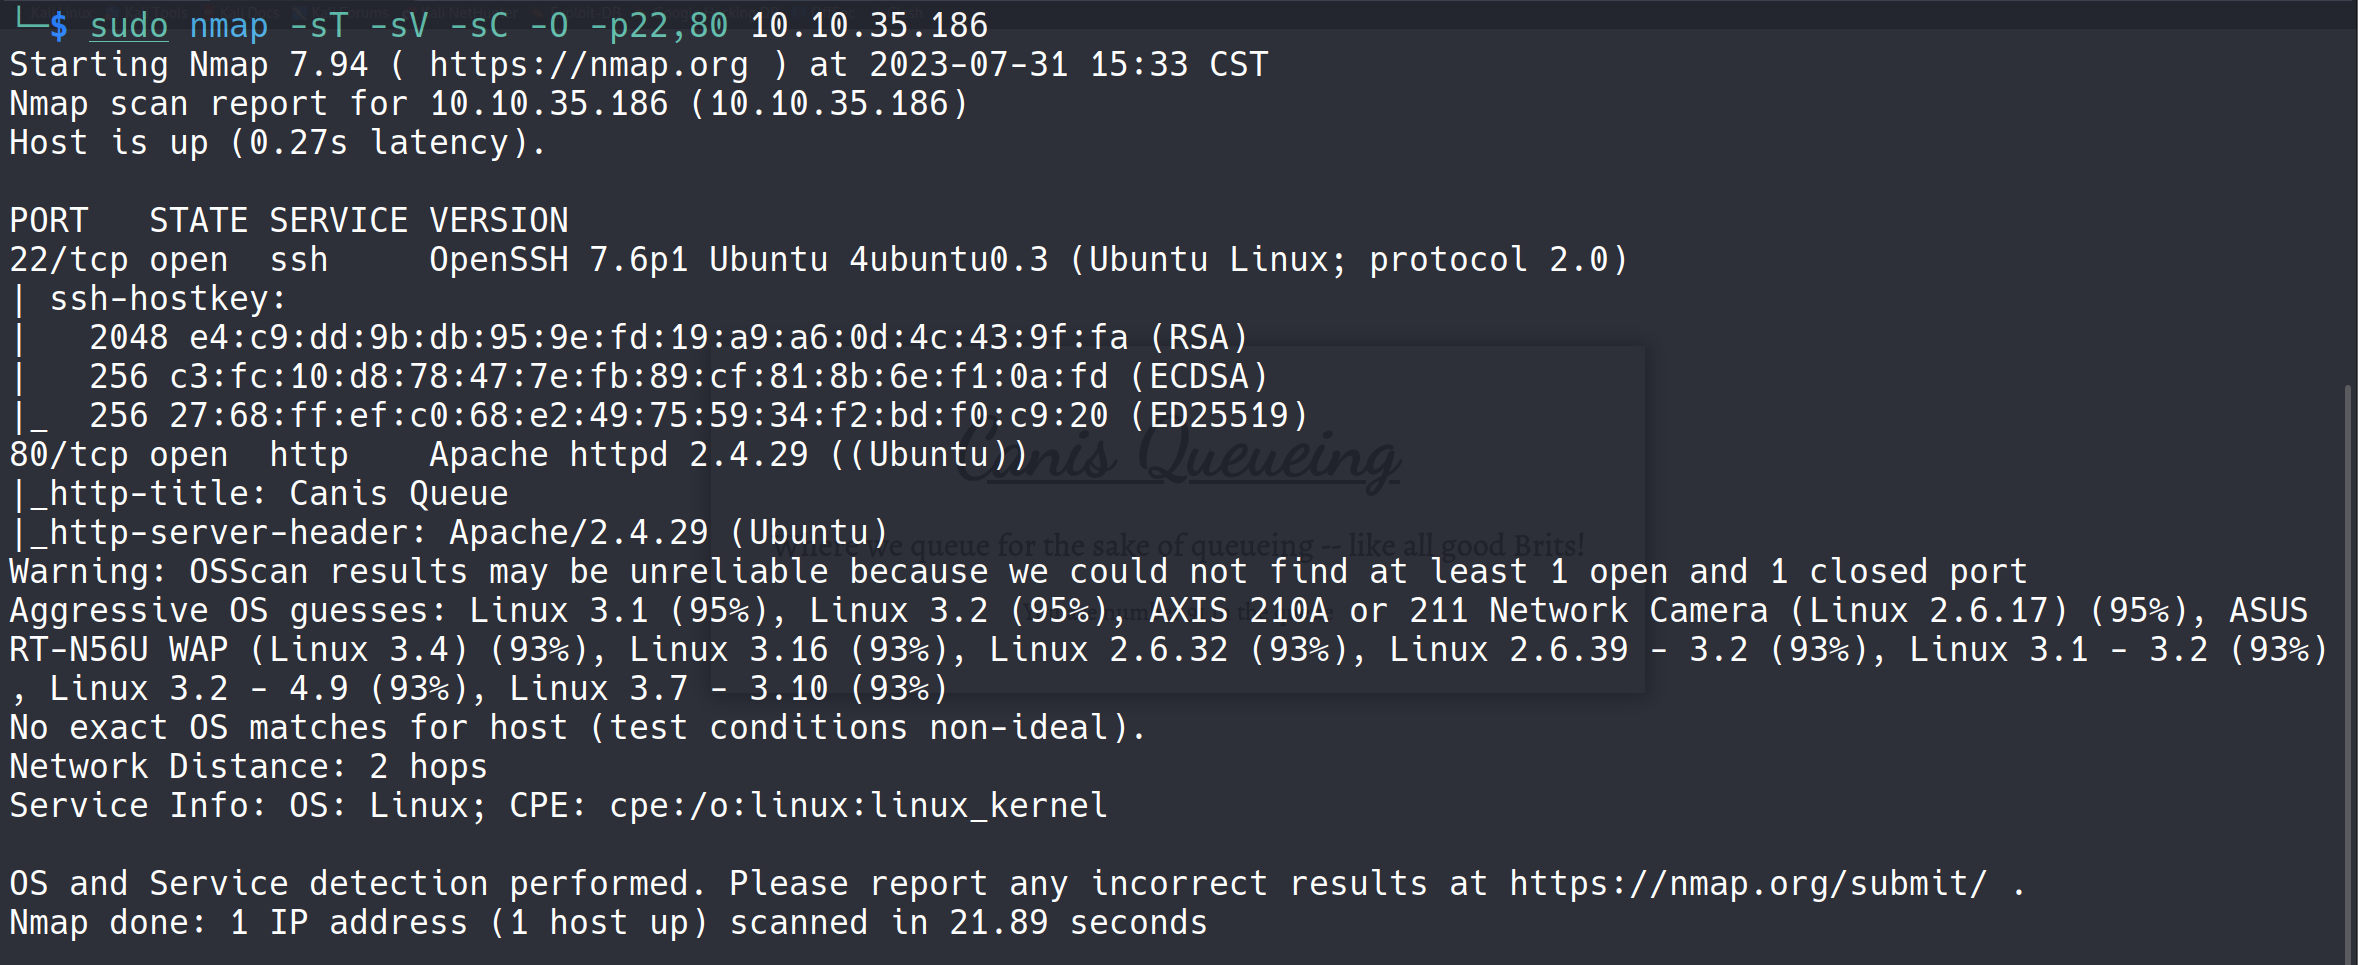 └─$ sudo nmap -sT -sV -sC -O -p22,80 10.10.35.186
Starting Nmap 7.94 ( https://nmap.org ) at 2023-07-31 15:33 CST
Nmap scan report for 10.10.35.186 (10.10.35.186)
Host is up (0.27s latency).
PORT   STATE SERVICE VERSION
22/tcp open  ssh     OpenSSH 7.6p1 Ubuntu 4ubuntu0.3 (Ubuntu Linux; protocol 2.0)
| ssh-hostkey:
|   2048 e4:c9:dd:9b:db:95:9e:fd:19:a9:a6:0d:4c:43:9f:fa (RSA)
|   256 c3:fc:10:d8:78:47:7e:fb:89:cf:81:8b:6e:f1:0a:fd (ECDSA)
|_  256 27:68:ff:ef:c0:68:e2:49:75:59:34:f2:bd:f0:c9:20 (ED25519)
80/tcp open  http    Apache httpd 2.4.29 ((Ubuntu))
Canis Queueing
|_http-title: Canis Queue
|_http-server-header: Apache/2.4.29 (Ubuntu)
Where we queue for the sake of queueing -- like all good Brits!
Warning: OSScan results may be unreliable because we could not find at least 1 open and 1 closed port
Aggressive OS guesses: Linux 3.1 (95%), Linux 3.2 (95%), AXIS 210A or 211 Network Camera (Linux 2.6.17) (95%), ASUS
RT-N56U WAP (Linux 3.4) (93%), Linux 3.16 (93%), Linux 2.6.32 (93%), Linux 2.6.39 - 3.2 (93%), Linux 3.1 - 3.2 (93%)
, Linux 3.2 - 4.9 (93%), Linux 3.7 - 3.10 (93%)
No exact OS matches for host (test conditions non-ideal).
Network Distance: 2 hops
Service Info: OS: Linux; CPE: cpe:/o:linux:linux_kernel
OS and Service detection performed. Please report any incorrect results at https://nmap.org/submit/ .
Nmap done: 1 IP address (1 host up) scanned in 21.89 seconds